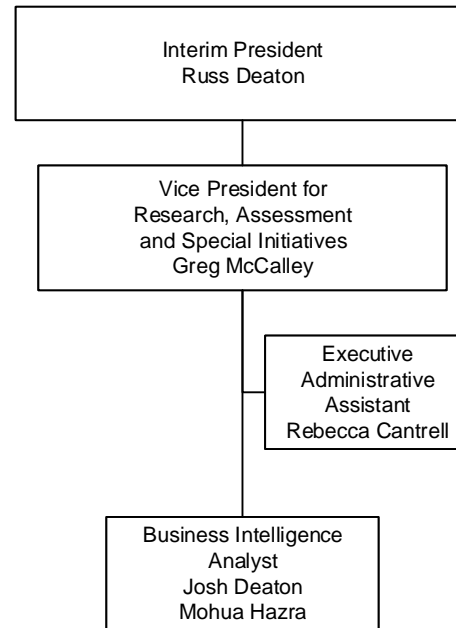 Interim President
Russ Deaton
Vice President for
Research, Assessment
and Special Initiatives
Greg McCalley
Executive
Administrative
Assistant
Rebecca Cantrell
Business Intelligence
Analyst
Josh Deaton
Mohua Hazra